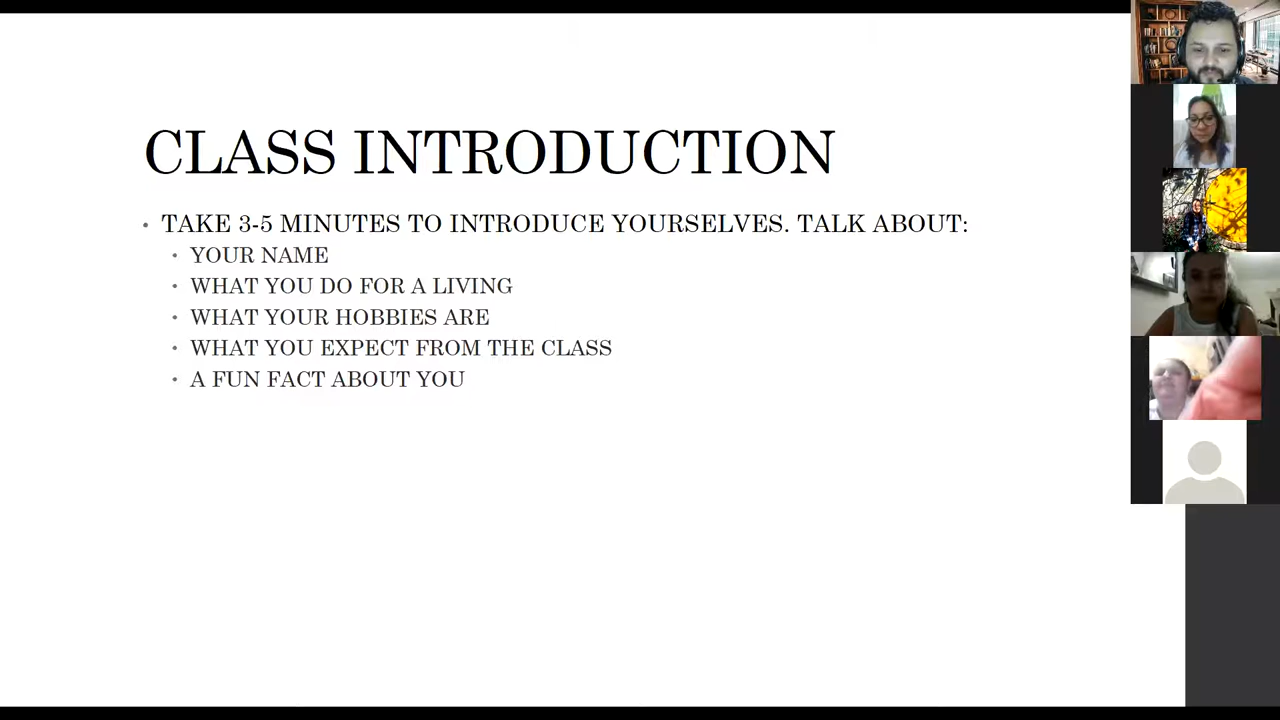 CLASS INTRODUCTION
• TAKE 3-5 MINUTES TO INTRODUCE YOURSELVES. TALK ABOUT:
• YOUR NAME
• WHAT YOU DO FOR A LIVING
• WHAT YOUR HOBBIES ARE
• WHAT YOU EXPECT FROM THE CLASS
• A FUN FACT ABOUT YOU